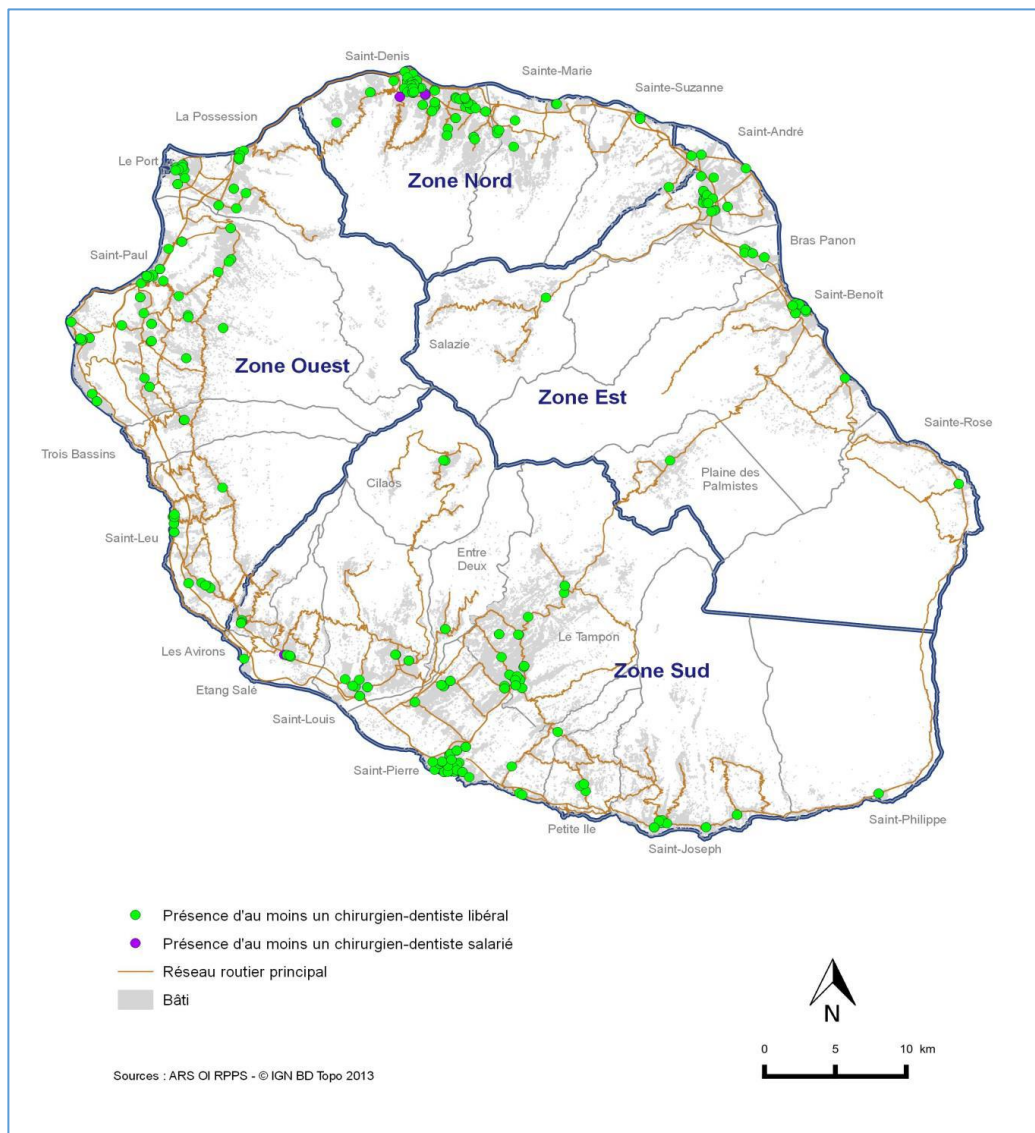 Saint-Denis
Sainte-Marie
Sainte-Suzanne
La Possession
Saint-André
Le Port
Zone Nord
Bras Panon
Saint-Paul
Saint-Benoît
Salazie
Zone Ouest
Zone Est
Sainte-Rose
Trois Bassins
Plaine des
Palmistes
Cilaos
Saint-Leu
Entre
Deux
Le Tampon
Les Avirons
Zone Sud
Etang Salé
Saint-Louis
Saint-Pierre
Petite Ile
Saint-Philippe
Saint-Joseph
Présence d'au moins un chirurgien-dentiste libéral
Présence d'au moins un chirurgien-dentiste salarié
Réseau routier principal
Bâti
N
0 5 10 km
Sources : ARS OI RPPS - © IGN BD Topo 2013